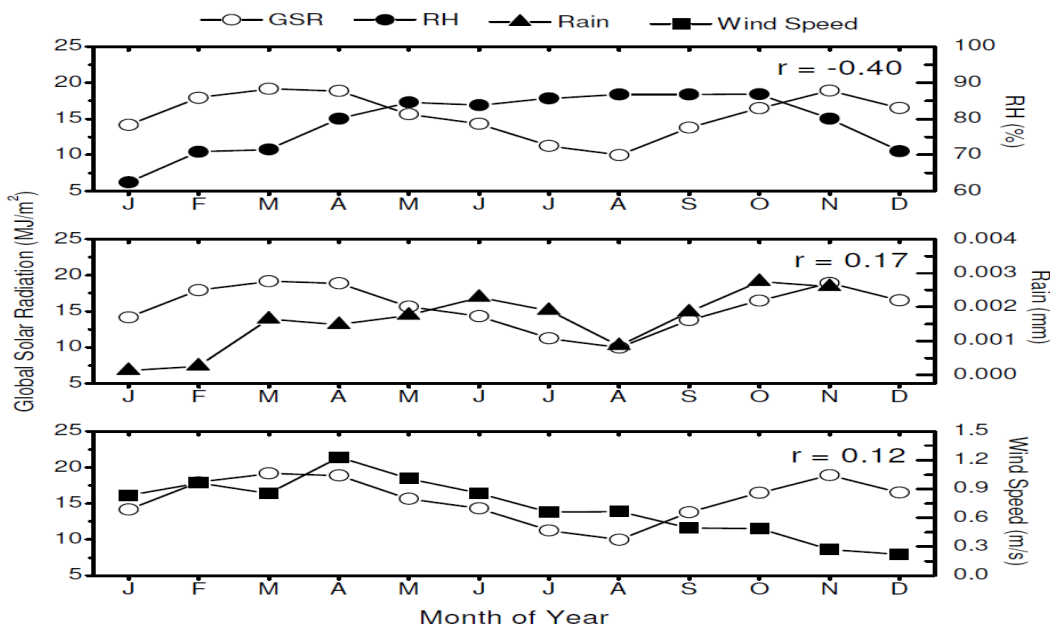 GSR RH Rain Wind Speed
25 100
20 90
15 80
10 70
5 60
r = -0.40
RH (%)
J F M A M J J A S O N D
Global Solar Radiation (MJ/m²)
25 0.004
20 0.003
15 0.002
10 0.001
5 0.000
r = 0.17
Rain (mm)
J F M A M J J A S O N D
25 1.5
20 1.2
15 0.9
10 0.6
5 0.3
0.0
r = 0.12
Wind Speed (m/s)
J F M A M J J A S O N D
Month of Year